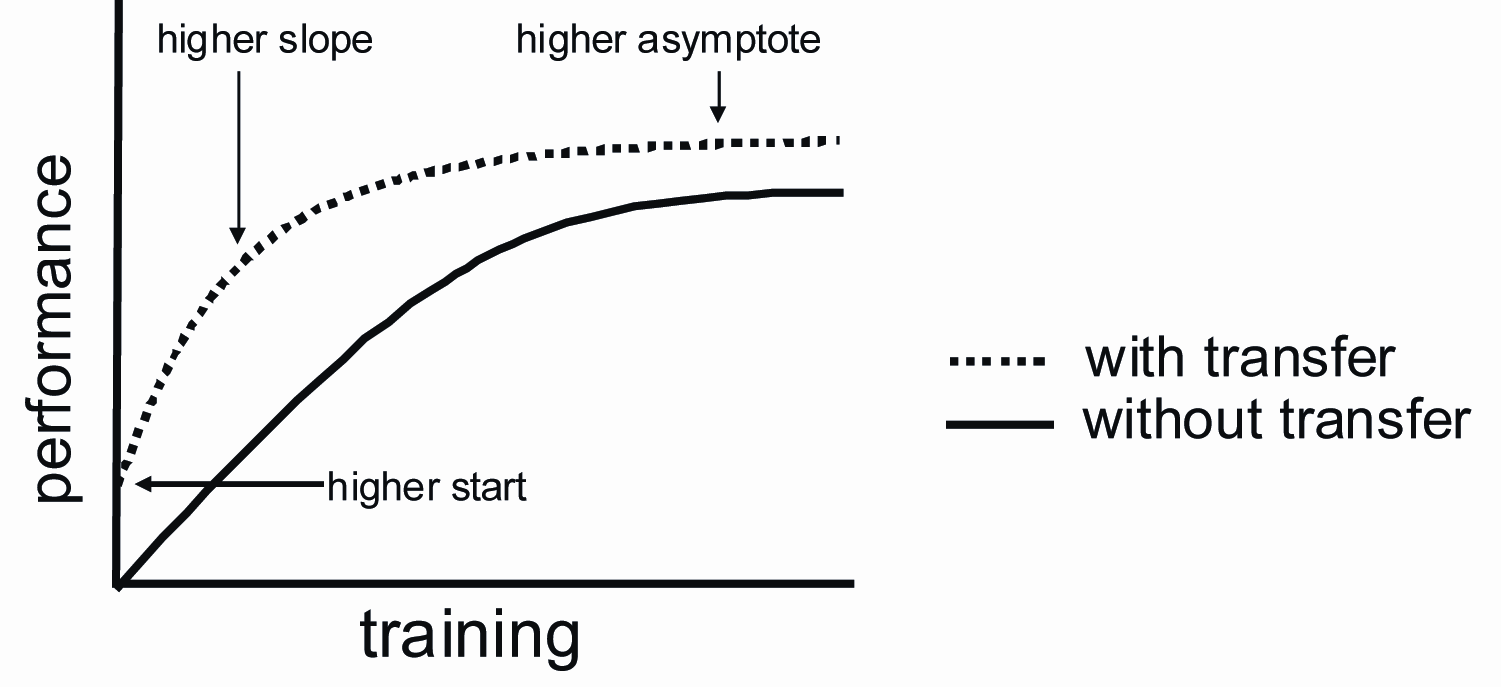 higher slope
higher asymptote
performance
higher start
training
with transfer
without transfer